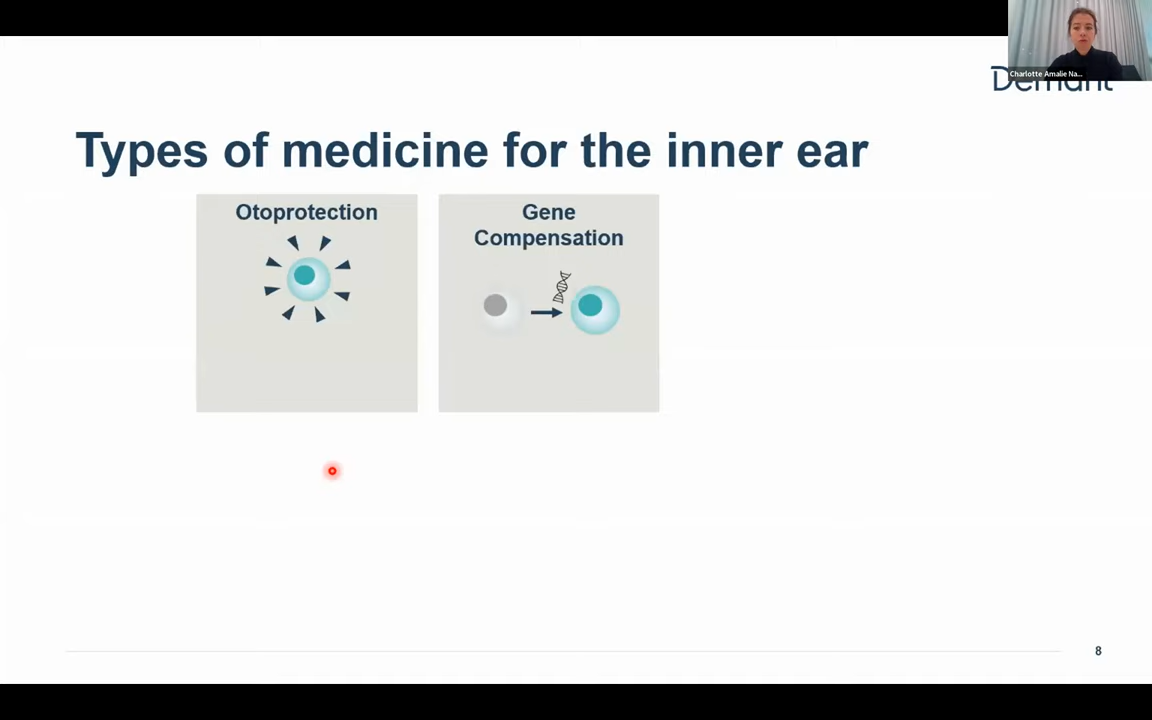 Charlotte Amalie Na...
Demant
Types of medicine for the inner ear
Otoprotection
Gene
Compensation
8